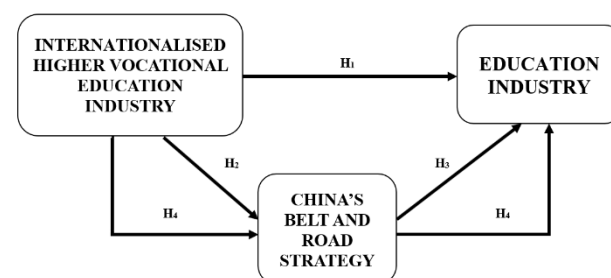 INTERNATIONALISED
HIGHER VOCATIONAL
EDUCATION
INDUSTRY
EDUCATION
INDUSTRY
H1
H2
H3
H4
H4
CHINA'S
BELT AND
ROAD
STRATEGY